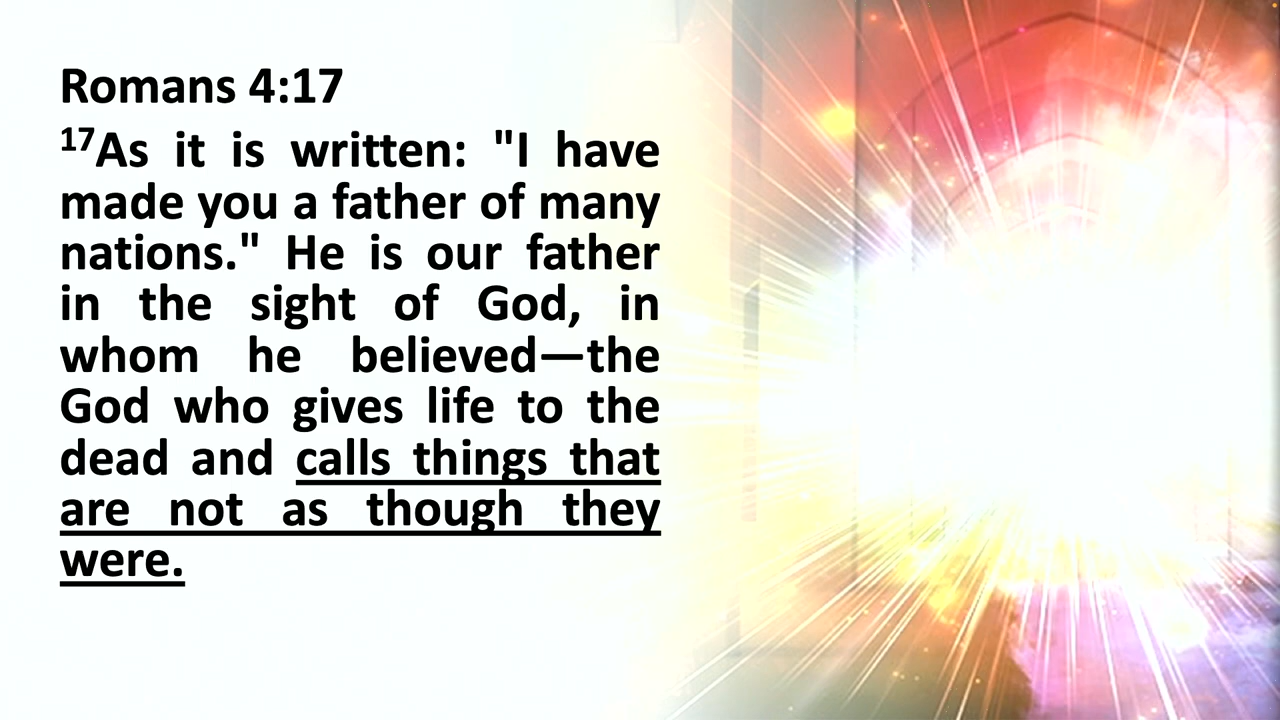 Romans 4:17
17As it is written: "I have
made you a father of many
nations." He is our father
in the sight of God, in
whom he believed—the
God who gives life to the
dead and calls things that
are not as though they
were.